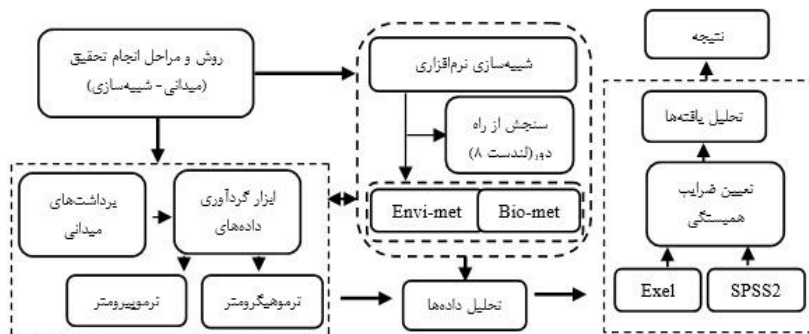 روش و مراحل انجام تحقیق
(میدانی- شبیه‌سازی)
شبیه‌سازی نرم‌افزاری
سنجش از راه
دور(لندست ۸)
Envi-met
Bio-met
برداشت‌های
میدانی
ابزار گردآوری
داده‌های
ترموپیرومتر
ترموهیگرومتر
تحلیل داده‌ها
نتیجه
تحلیل یافته‌ها
تعیین ضرایب
همبستگی
Exel
SPSS2